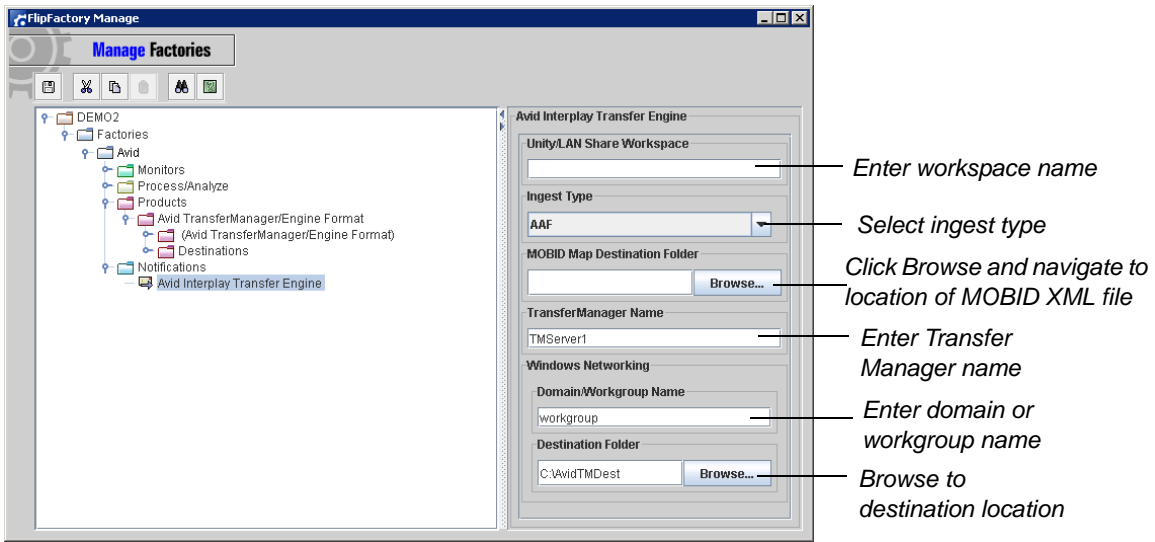 FlipFactory Manage
Manage Factories
DEMO2
Factories
Avid
Monitors
Process/Analyze
Products
Avid TransferManager/Engine Format
(Avid TransferManager/Engine Format)
Destinations
Notifications
Avid Interplay Transfer Engine
Avid Interplay Transfer Engine
Unity/LAN Share Workspace
Enter workspace name
Ingest Type
AAF
Select ingest type
MOBID Map Destination Folder
Browse...
Click Browse and navigate to
location of MOBID XML file
TransferManager Name
TMServer1
Enter Transfer
Manager name
Windows Networking
Domain/Workgroup Name
workgroup
Enter domain or
workgroup name
Destination Folder
C:\AvidTMDest
Browse...
Browse to
destination location